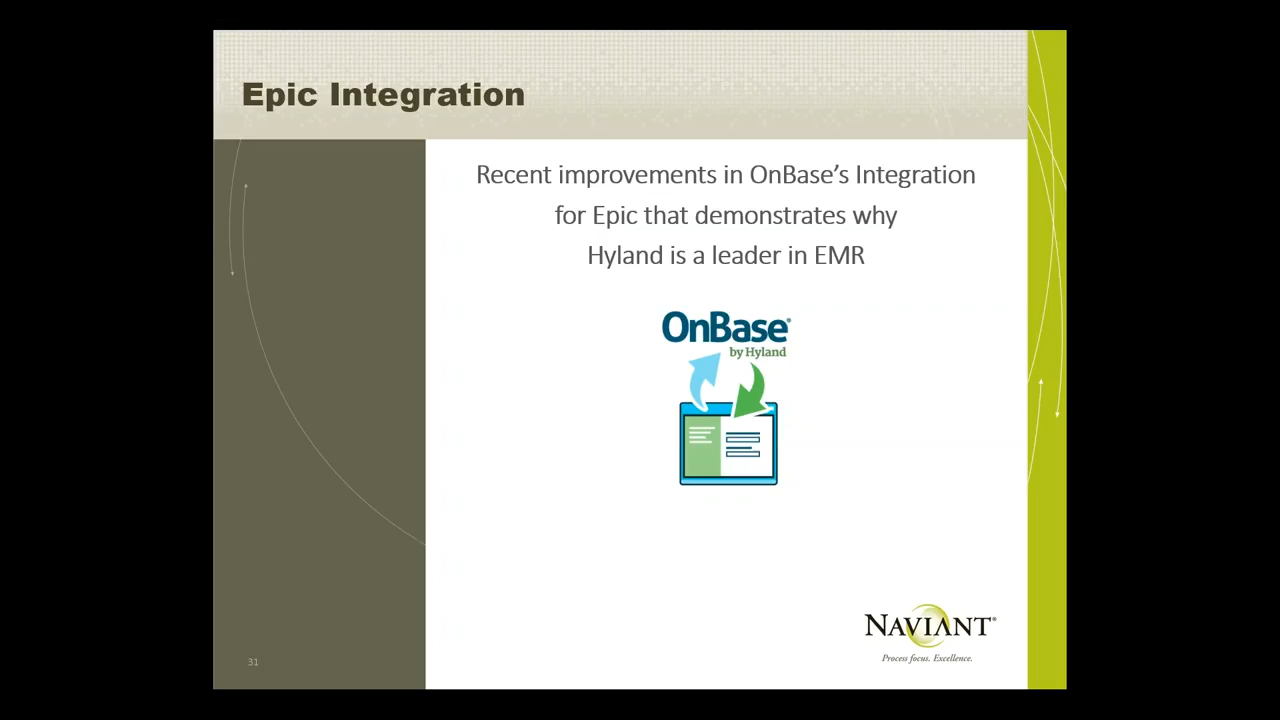 Epic Integration
Recent improvements in OnBase’s Integration
for Epic that demonstrates why
Hyland is a leader in EMR
OnBase®
by Hyland
NAVIANT®
Process focus. Excellence.
31